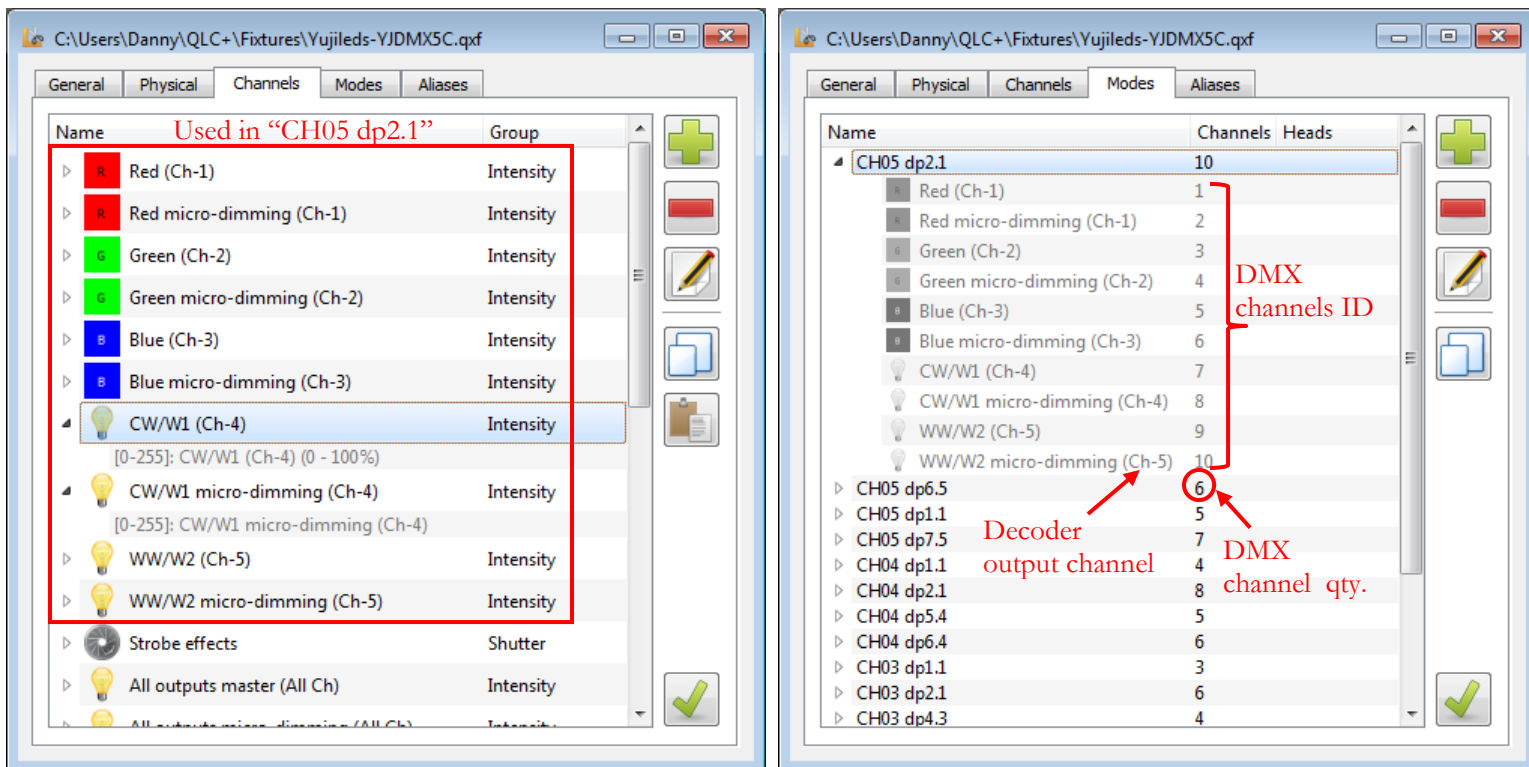 C:\Users\Danny\QLC+\Fixtures\Yujileds-YJDMX5C.qxf
General Physical Channels Modes Aliases
Name Used in “CH05 dp2.1” Group
R Red (Ch-1) Intensity
R Red micro-dimming (Ch-1) Intensity
G Green (Ch-2) Intensity
G Green micro-dimming (Ch-2) Intensity
B Blue (Ch-3) Intensity
B Blue micro-dimming (Ch-3) Intensity
CW/W1 (Ch-4) Intensity
[0-255]: CW/W1 (Ch-4) (0 - 100%)
CW/W1 micro-dimming (Ch-4) Intensity
[0-255]: CW/W1 micro-dimming (Ch-4)
WW/W2 (Ch-5) Intensity
WW/W2 micro-dimming (Ch-5) Intensity
Strobe effects Shutter
All outputs master (All Ch) Intensity
All outputs micro-dimming (All Ch) Intensity
C:\Users\Danny\QLC+\Fixtures\Yujileds-YJDMX5C.qxf
General Physical Channels Modes Aliases
Name Channels Heads
CH05 dp2.1 10
R Red (Ch-1) 1
R Red micro-dimming (Ch-1) 2
G Green (Ch-2) 3
G Green micro-dimming (Ch-2) 4
B Blue (Ch-3) 5
B Blue micro-dimming (Ch-3) 6
CW/W1 (Ch-4) 7
CW/W1 micro-dimming (Ch-4) 8
WW/W2 (Ch-5) 9
WW/W2 micro-dimming (Ch-5) 10
DMX
channels ID
CH05 dp6.5 6
CH05 dp1.1 5
CH05 dp7.5 7
CH04 dp1.1 4
CH04 dp2.1 8
CH04 dp5.4 5
CH04 dp6.4 6
CH03 dp1.1 3
CH03 dp2.1 6
CH03 dp4.3 4
Decoder
output channel
DMX
channel qty.